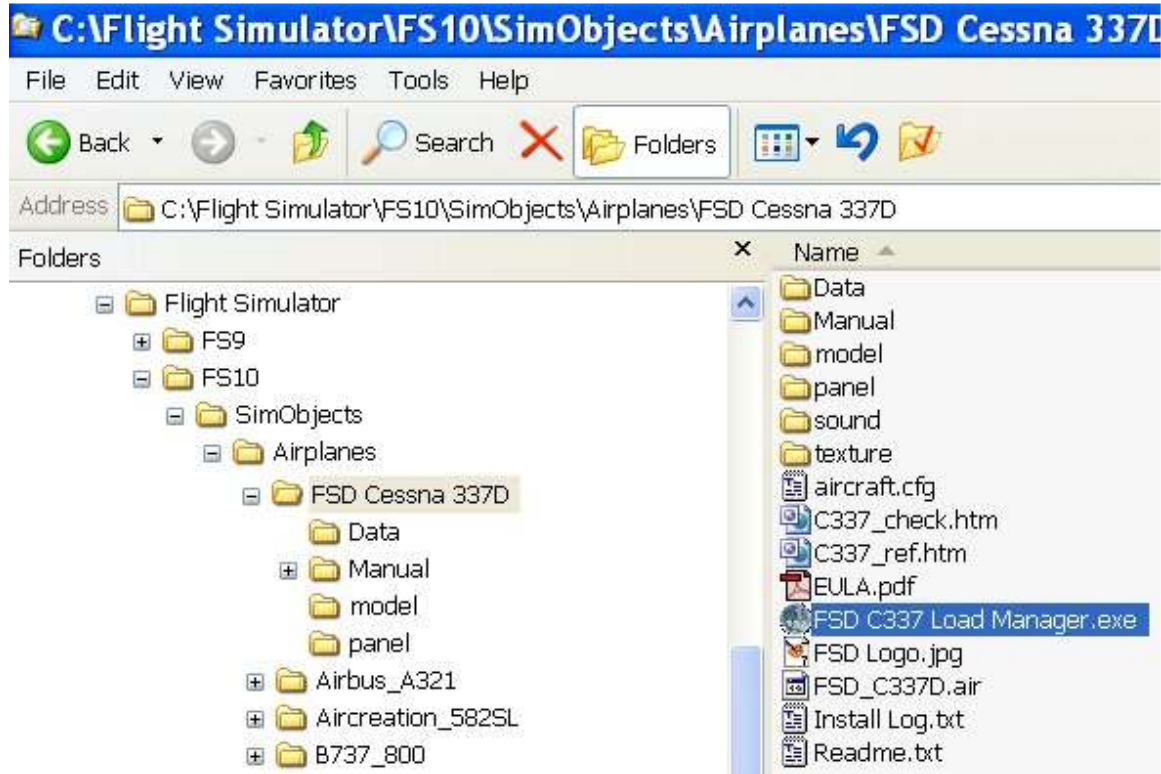 C:\Flight Simulator\FS10\SimObjects\Airplanes\FSD Cessna 337D
File Edit View Favorites Tools Help
Back Search Folders
Address C:\Flight Simulator\FS10\SimObjects\Airplanes\FSD Cessna 337D
Folders x
Flight Simulator
FS9
FS10
SimObjects
Airplanes
FSD Cessna 337D
Data
Manual
model
panel
Airbus_A321
Aircreation_582SL
B737_800
Name
Data
Manual
model
panel
sound
texture
aircraft.cfg
C337_check.htm
C337_ref.htm
EULA.pdf
FSD C337 Load Manager.exe
FSD Logo.jpg
FSD_C337D.air
Install Log.txt
Readme.txt